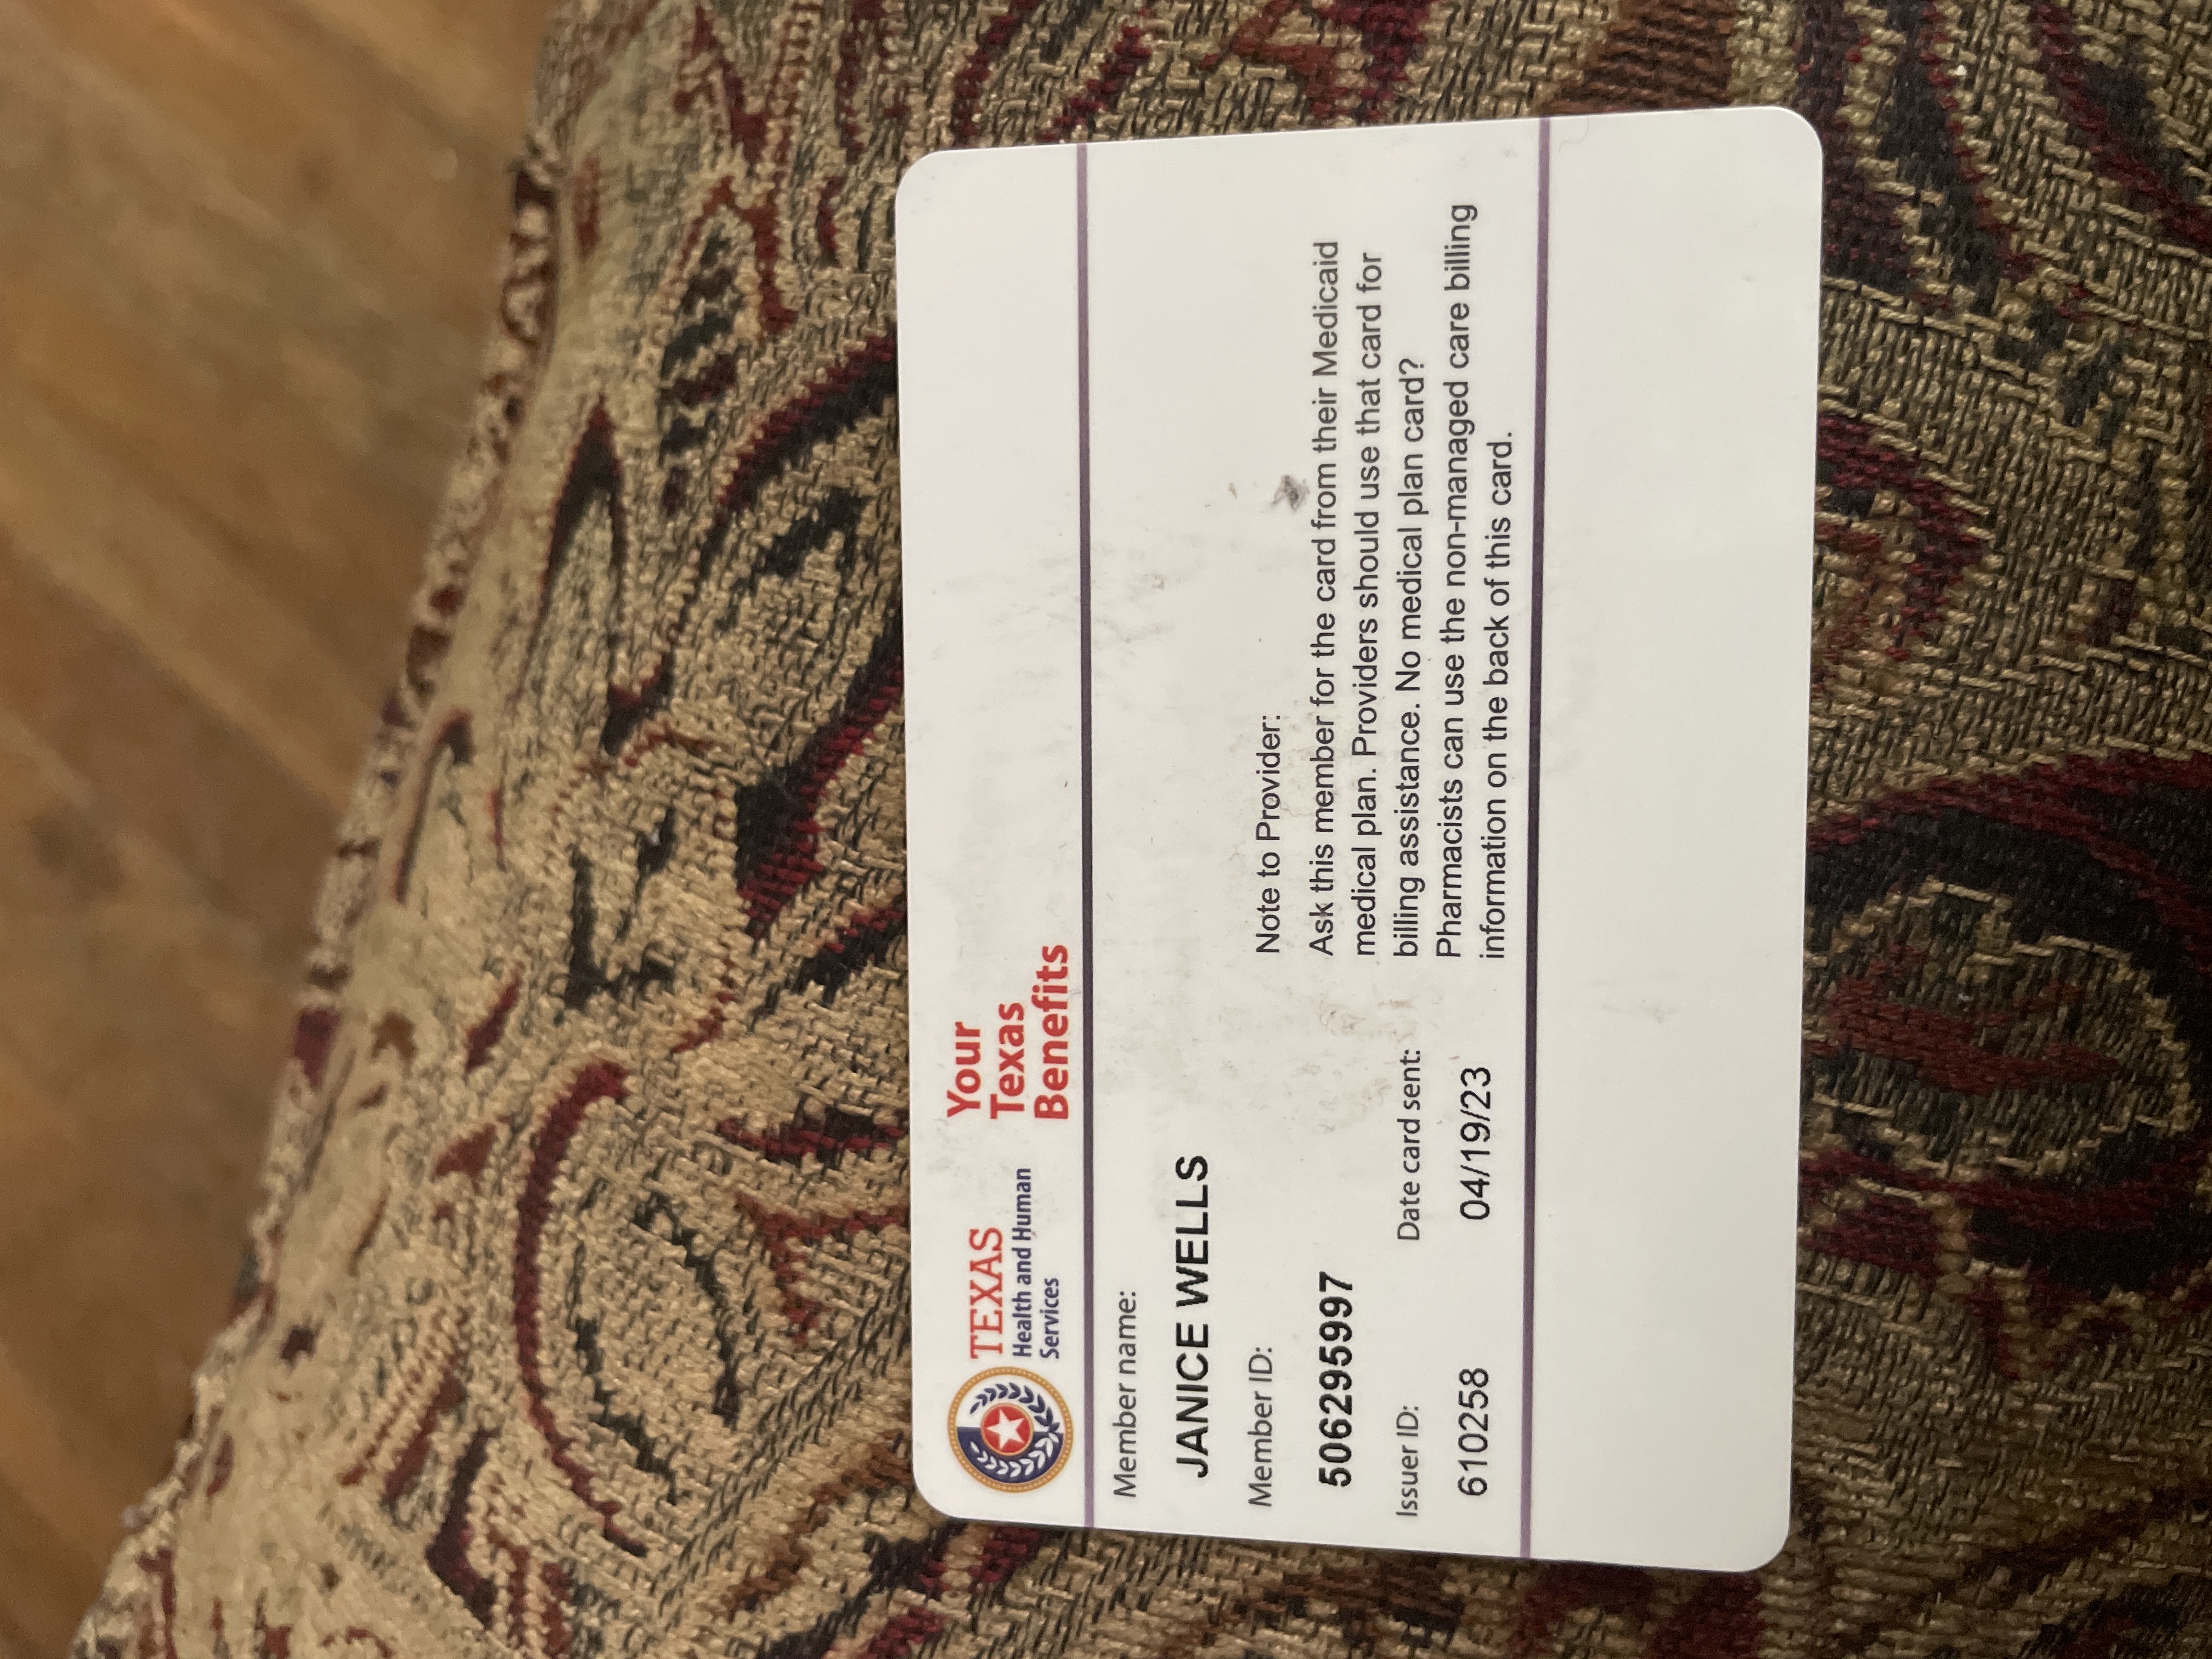 TEXAS
Health and Human
Services
Your
Texas
Benefits
Member name:
JANICE WELLS
Member ID:
506295997
Issuer ID:
610258
Date card sent:
04/19/23
Note to Provider:
Ask this member for the card from their Medicaid
medical plan. Providers should use that card for
billing assistance. No medical plan card?
Pharmacists can use the non-managed care billing
information on the back of this card.